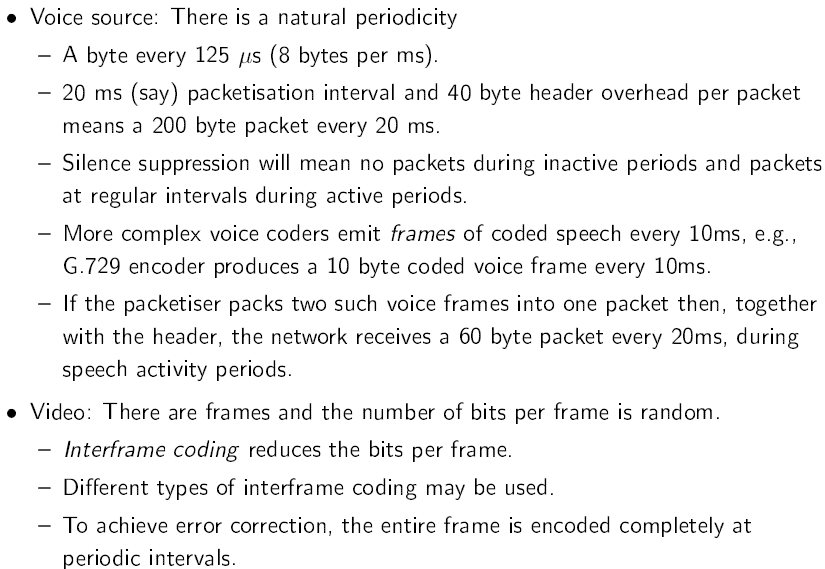 • Voice source: There is a natural periodicity
– A byte every 125 μs (8 bytes per ms).
– 20 ms (say) packetisation interval and 40 byte header overhead per packet
means a 200 byte packet every 20 ms.
– Silence suppression will mean no packets during inactive periods and packets
at regular intervals during active periods.
– More complex voice coders emit frames of coded speech every 10ms, e.g.,
G.729 encoder produces a 10 byte coded voice frame every 10ms.
– If the packetiser packs two such voice frames into one packet then, together
with the header, the network receives a 60 byte packet every 20ms, during
speech activity periods.
• Video: There are frames and the number of bits per frame is random.
– Interframe coding reduces the bits per frame.
– Different types of interframe coding may be used.
– To achieve error correction, the entire frame is encoded completely at
periodic intervals.